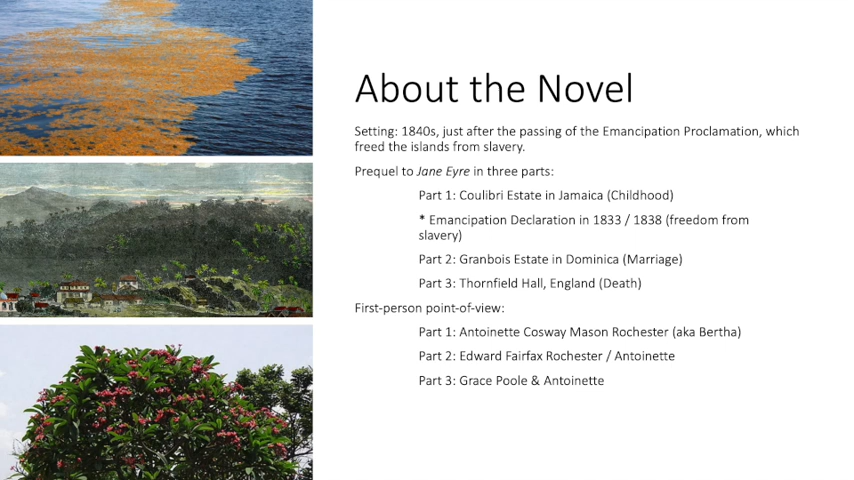 About the Novel
Setting: 1840s, just after the passing of the Emancipation Proclamation, which
freed the islands from slavery.
Prequel to Jane Eyre in three parts:
Part 1: Coulibri Estate in Jamaica (Childhood)
* Emancipation Declaration in 1833 / 1838 (freedom from
slavery)
Part 2: Granbois Estate in Dominica (Marriage)
Part 3: Thornfield Hall, England (Death)
First-person point-of-view:
Part 1: Antoinette Cosway Mason Rochester (aka Bertha)
Part 2: Edward Fairfax Rochester / Antoinette
Part 3: Grace Poole & Antoinette